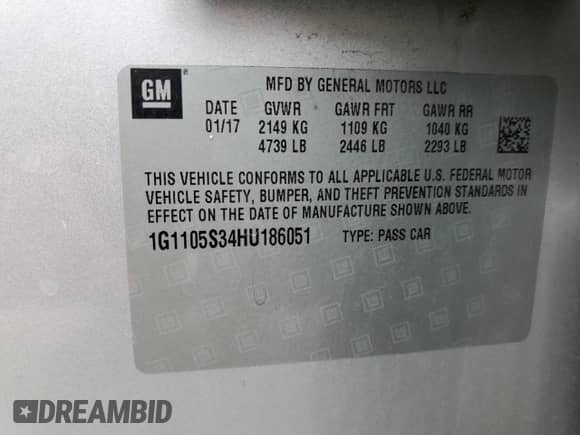 GM
MFD BY GENERAL MOTORS LLC
DATE GVWR GAWR FRT GAWR RR
01/17 2149 KG 1109 KG 1040 KG
4739 LB 2446 LB 2293 LB
THIS VEHICLE CONFORMS TO ALL APPLICABLE U.S. FEDERAL MOTOR
VEHICLE SAFETY, BUMPER, AND THEFT PREVENTION STANDARDS IN
EFFECT ON THE DATE OF MANUFACTURE SHOWN ABOVE.
1G1105S34HU186051 TYPE: PASS CAR
DREAMBID